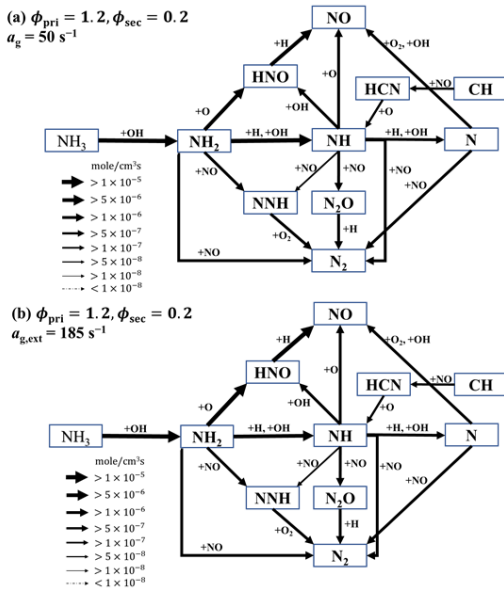 (a) ϕpri = 1.2, ϕsec = 0.2
ag = 50 s⁻¹
NO
+H
+O₂, +OH
HNO
+O
HCN
+NO
CH
+O
+OH
+O
NH₃
+OH
NH₂
+H, +OH
NH
+H, +OH
N
mole/cm³s
> 1 × 10⁻⁵
> 5 × 10⁻⁶
> 1 × 10⁻⁶
> 5 × 10⁻⁷
> 1 × 10⁻⁷
> 5 × 10⁻⁸
> 1 × 10⁻⁸
< 1 × 10⁻⁸
+NO
+NO
+NO
+NO
+NO
NNH
N₂O
+O₂
+H
+NO
N₂
(b) ϕpri = 1.2, ϕsec = 0.2
ag,ext = 185 s⁻¹
NO
+H
+O₂, +OH
HNO
+O
HCN
+NO
CH
+O
+OH
+O
NH₃
+OH
NH₂
+H, +OH
NH
+H, +OH
N
mole/cm³s
> 1 × 10⁻⁵
> 5 × 10⁻⁶
> 1 × 10⁻⁶
> 5 × 10⁻⁷
> 1 × 10⁻⁷
> 5 × 10⁻⁸
> 1 × 10⁻⁸
< 1 × 10⁻⁸
+NO
+NO
+NO
+NO
+NO
NNH
N₂O
+O₂
+H
+NO
N₂